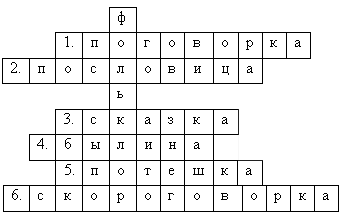 ф
1. поговорка
2. пословица
ь
3. сказка
4. былина
5. потешка
6. скороговорка